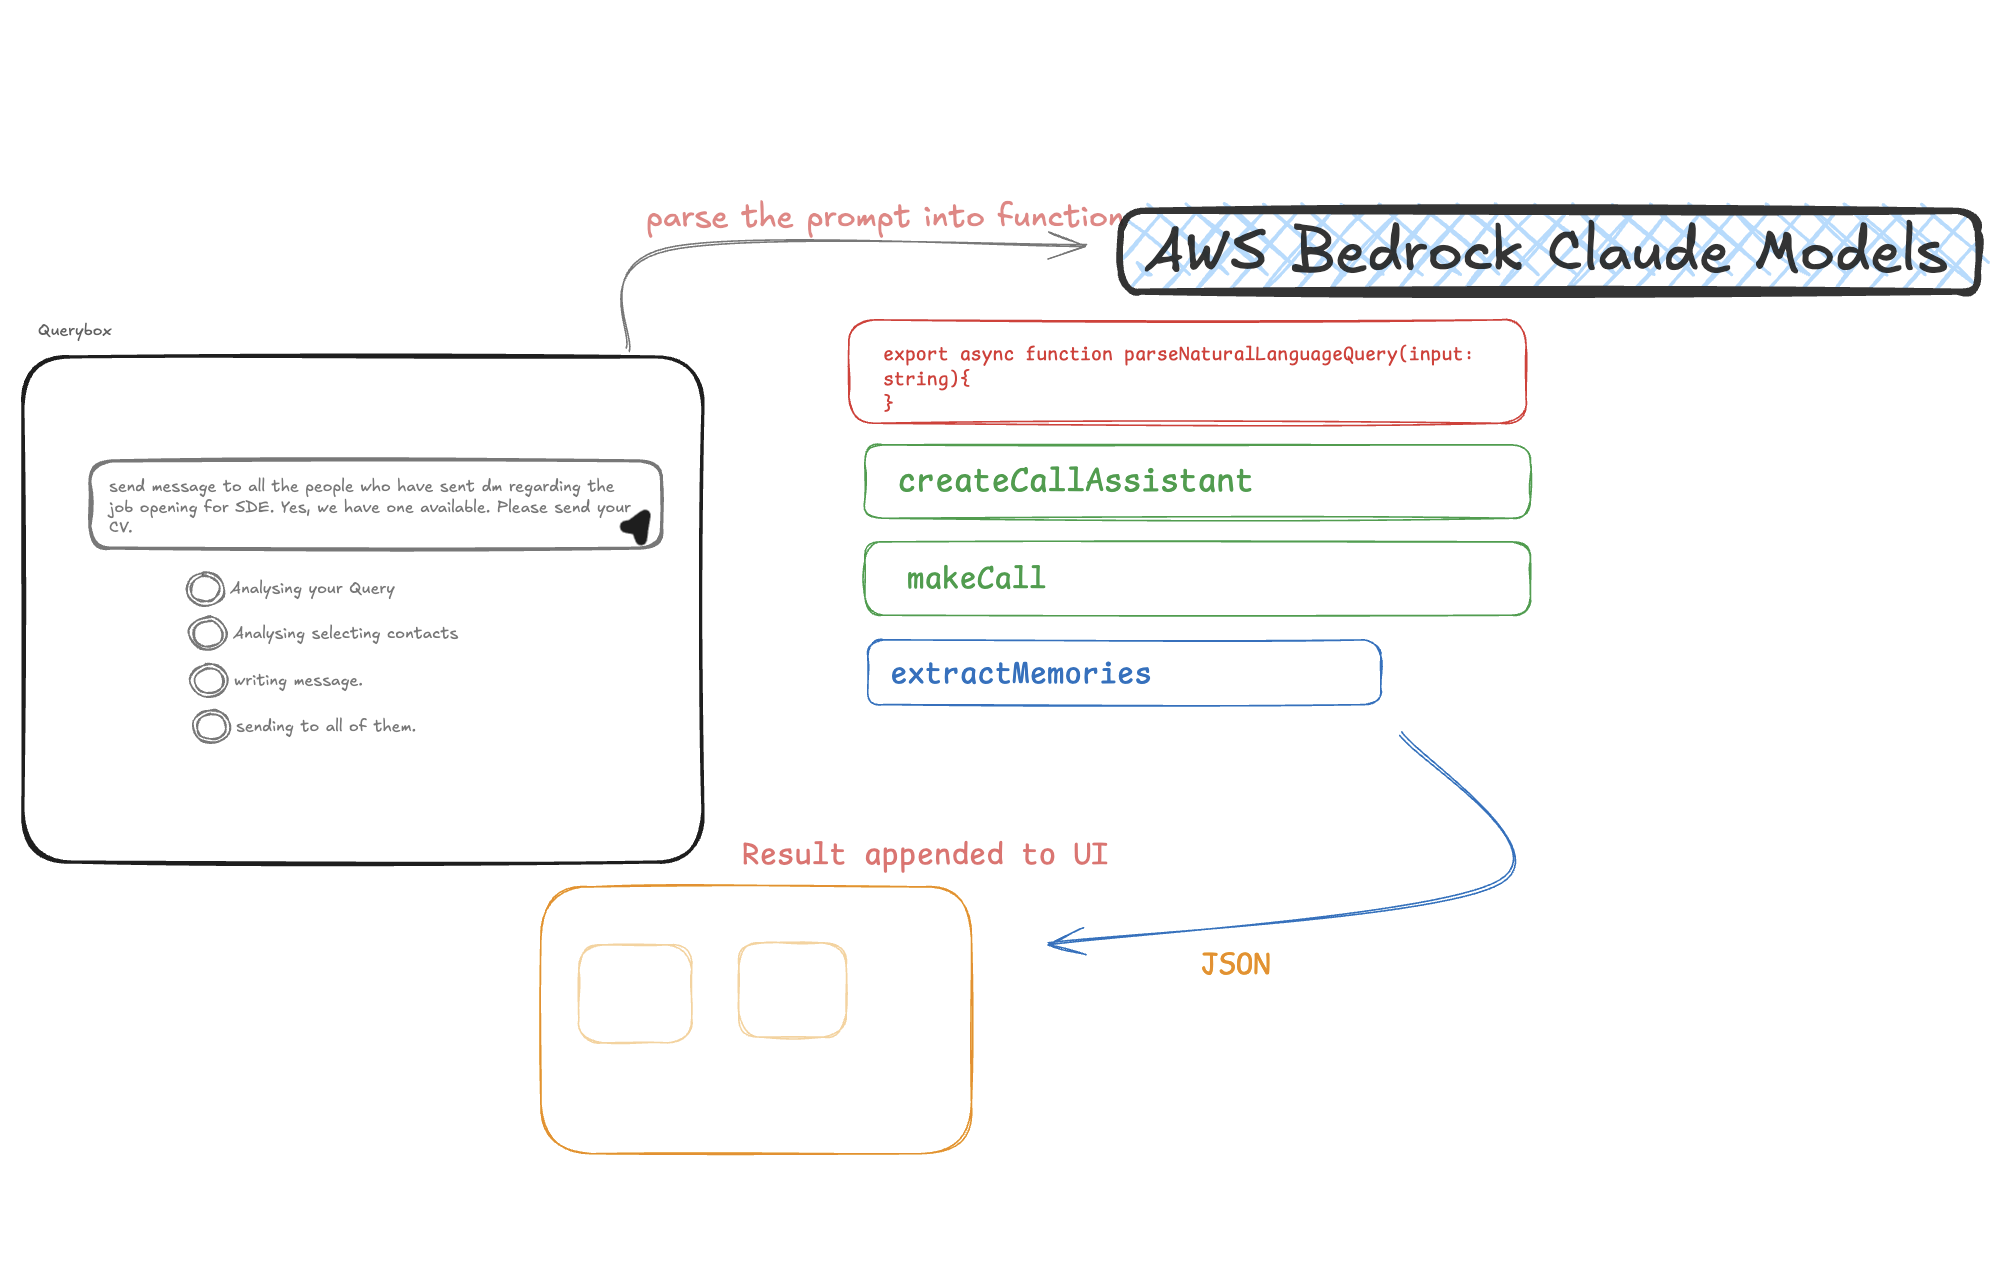 parse the prompt into function
AWS Bedrock Claude Models
Querybox
send message to all the people who have sent dm regarding the
job opening for SDE. Yes, we have one available. Please send your
CV.
Analysing your Query
Analysing selecting contacts
writing message.
sending to all of them.
export async function parseNaturalLanguageQuery(input:
string){
}
createCallAssistant
makeCall
extractMemories
Result appended to UI
JSON